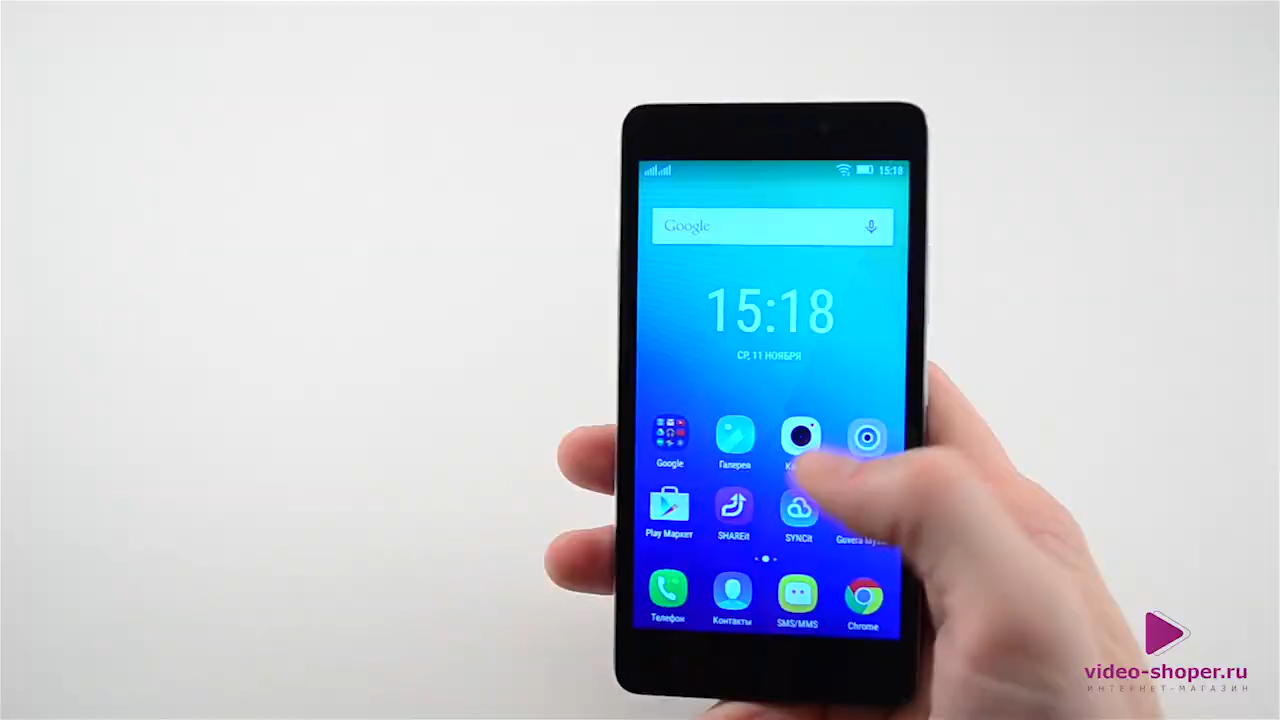 15:18
Google
15:18
СР, 11 НОЯБРЯ
Google
Галерея
Play Маркет
SHAREit
SYNCit
Телефон
Контакты
SMS/MMS
Chrome
video-shoper.ru
ИНТЕРНЕТ-МАГАЗИН